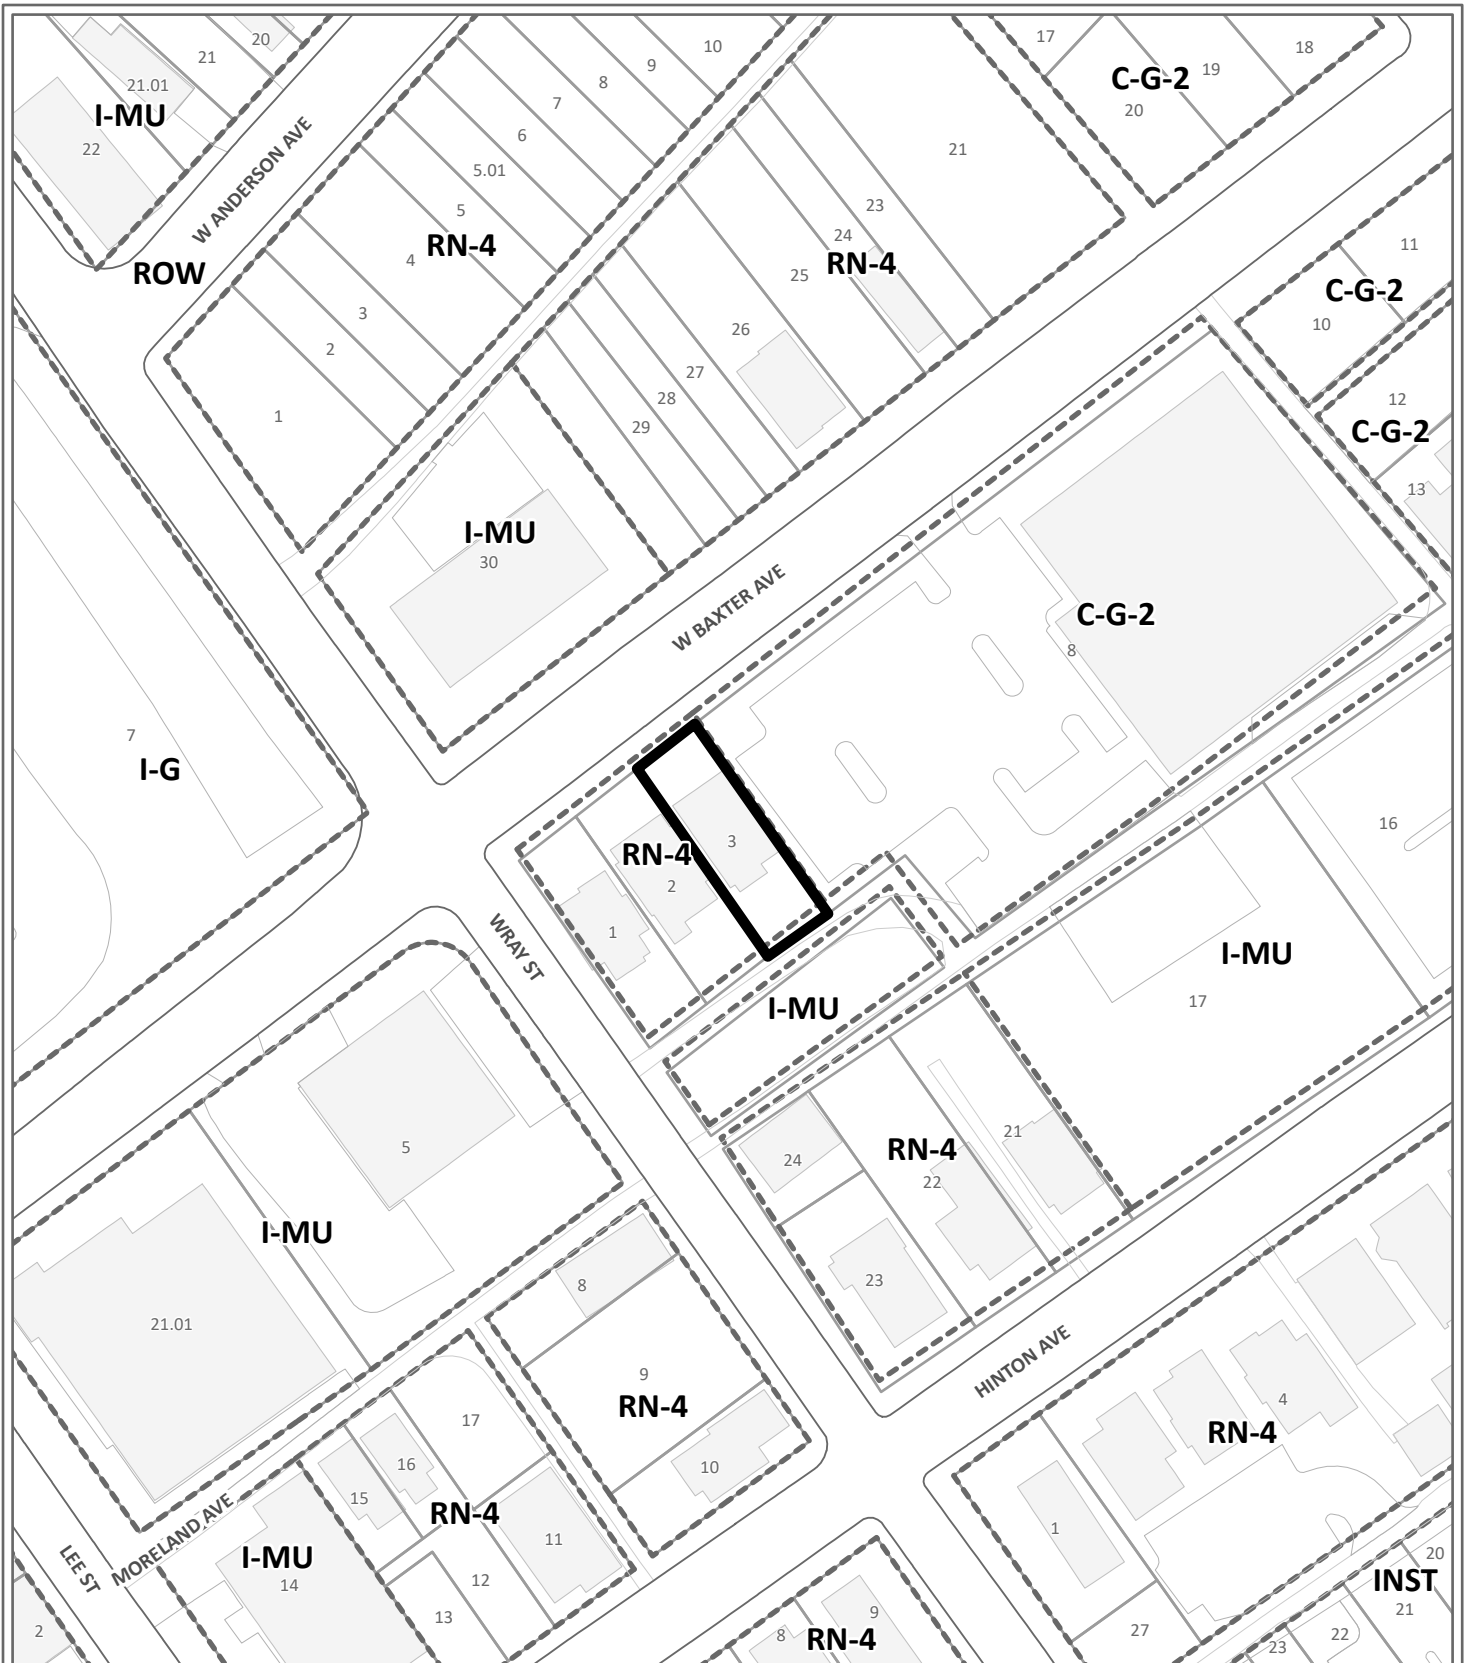 20
21
21.01
I-MU
22
W ANDERSON AVE
ROW
10
9
8
7
6
5.01
5
RN-4
4
3
2
1
17
C-G-2
19
18
20
21
23
24
RN-4
25
26
27
28
29
11
C-G-2
10
12
C-G-2
13
I-MU
30
W BAXTER AVE
C-G-2
8
7
I-G
3
RN-4
2
1
WRAY ST
16
I-MU
17
I-MU
5
I-MU
21.01
24
RN-4
21
22
23
HINTON AVE
8
9
RN-4
10
17
16
15
RN-4
11
12
13
MORELAND AVE
LEE ST
I-MU
14
2
4
RN-4
1
27
20
INST
21
22
23
9
8
RN-4